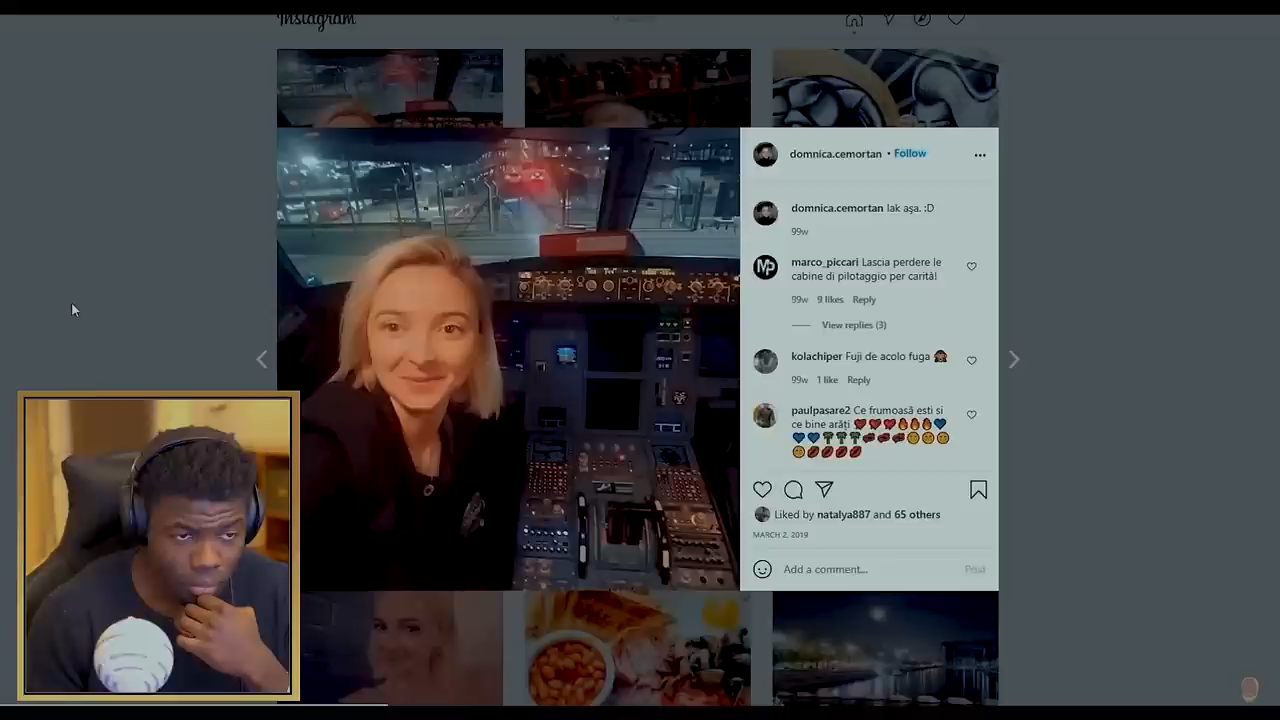 Instagram
domnica.cemortan • Follow
domnica.cemortan Iak aşa. :D
99w
marco_piccari Lascia perdere le
cabine di pilotaggio per carità!
99w 9 likes Reply
View replies (3)
kolachiper Fuji de acolo fuga
99w 1 like Reply
paulpasare2 Ce frumoasă esti si
ce bine arăți
Liked by natalya887 and 65 others
MARCH 2, 2019
Add a comment...
Post
MP